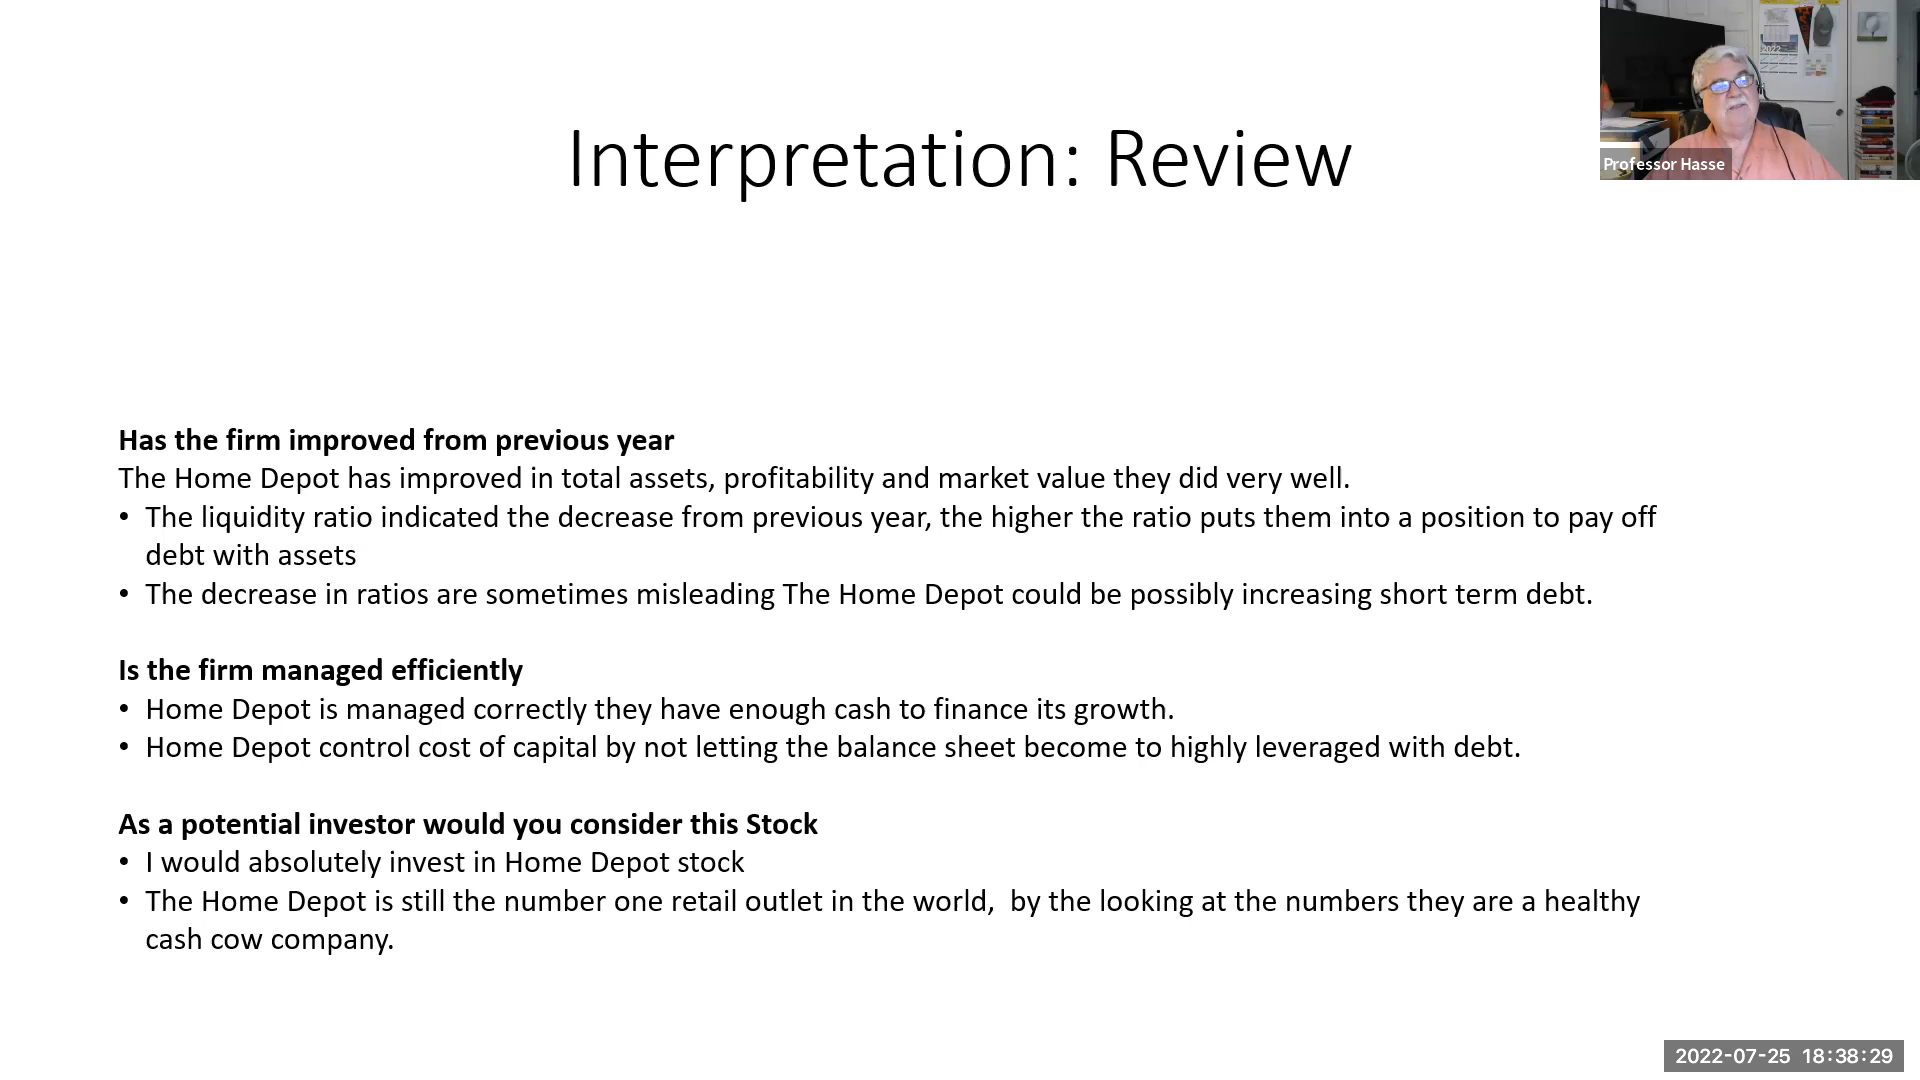 Interpretation: Review
Professor Hasse
Has the firm improved from previous year
The Home Depot has improved in total assets, profitability and market value they did very well.
• The liquidity ratio indicated the decrease from previous year, the higher the ratio puts them into a position to pay off
debt with assets
• The decrease in ratios are sometimes misleading The Home Depot could be possibly increasing short term debt.
Is the firm managed efficiently
• Home Depot is managed correctly they have enough cash to finance its growth.
• Home Depot control cost of capital by not letting the balance sheet become to highly leveraged with debt.
As a potential investor would you consider this Stock
• I would absolutely invest in Home Depot stock
• The Home Depot is still the number one retail outlet in the world,  by the looking at the numbers they are a healthy
cash cow company.
2022-07-25 18:38:29